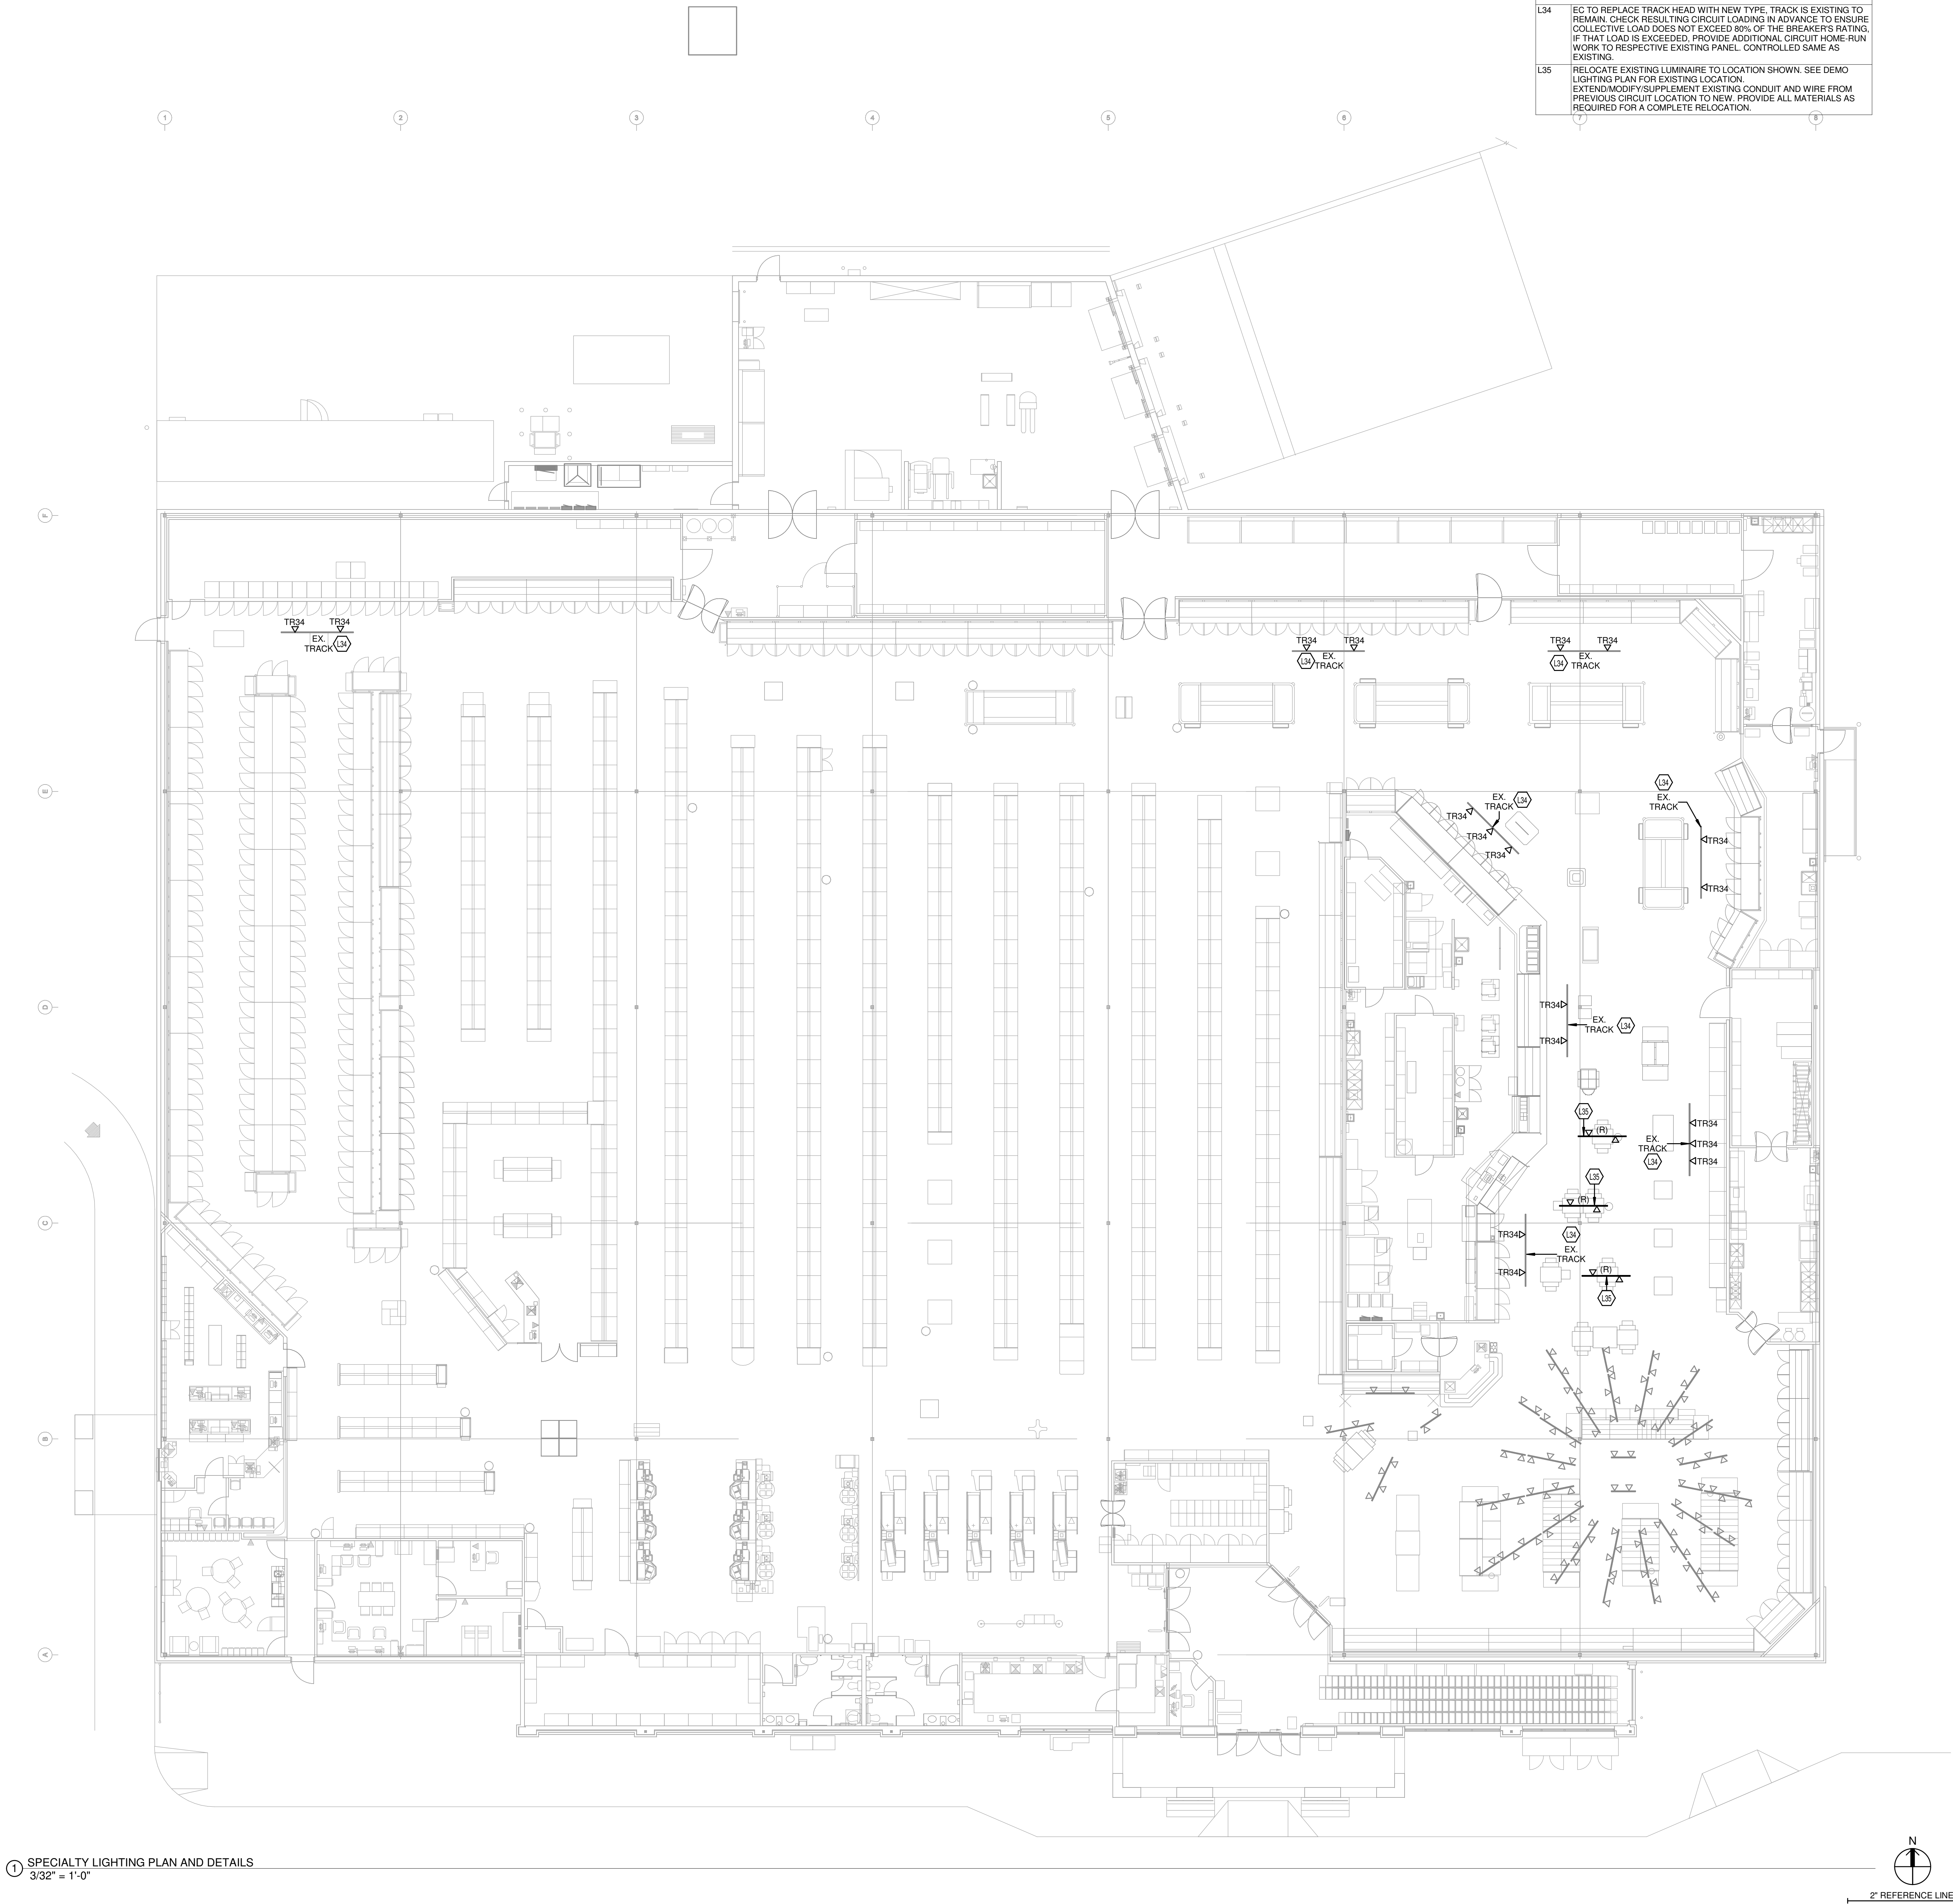 L34 EC TO REPLACE TRACK HEAD WITH NEW TYPE, TRACK IS EXISTING TO
REMAIN. CHECK RESULTING CIRCUIT LOADING IN ADVANCE TO ENSURE
COLLECTIVE LOAD DOES NOT EXCEED 80% OF THE BREAKER'S RATING,
IF THAT LOAD IS EXCEEDED, PROVIDE ADDITIONAL CIRCUIT HOME-RUN
WORK TO RESPECTIVE EXISTING PANEL. CONTROLLED SAME AS
EXISTING.
L35 RELOCATE EXISTING LUMINAIRE TO LOCATION SHOWN. SEE DEMO
LIGHTING PLAN FOR EXISTING LOCATION.
EXTEND/MODIFY/SUPPLEMENT EXISTING CONDUIT AND WIRE FROM
PREVIOUS CIRCUIT LOCATION TO NEW. PROVIDE ALL MATERIALS AS
REQUIRED FOR A COMPLETE RELOCATION.
1 2 3 4 5 6 7 8
F
TR34 TR34
EX.
TRACK L34
TR34 TR34
L34 EX.
TRACK
TR34 TR34
L34 EX.
TRACK
E
L34
EX.
TRACK
TR34
TR34
EX.
TRACK L34
TR34
TR34
TR34
D
TR34
EX.
TRACK L34
TR34
L35
(R)
TR34
EX.
TRACK
TR34
L34
TR34
L35
(R)
C
TR34
L34
EX.
TRACK
TR34
(R)
L35
B
A
N
1 SPECIALTY LIGHTING PLAN AND DETAILS
3/32" = 1'-0"
2" REFERENCE LINE